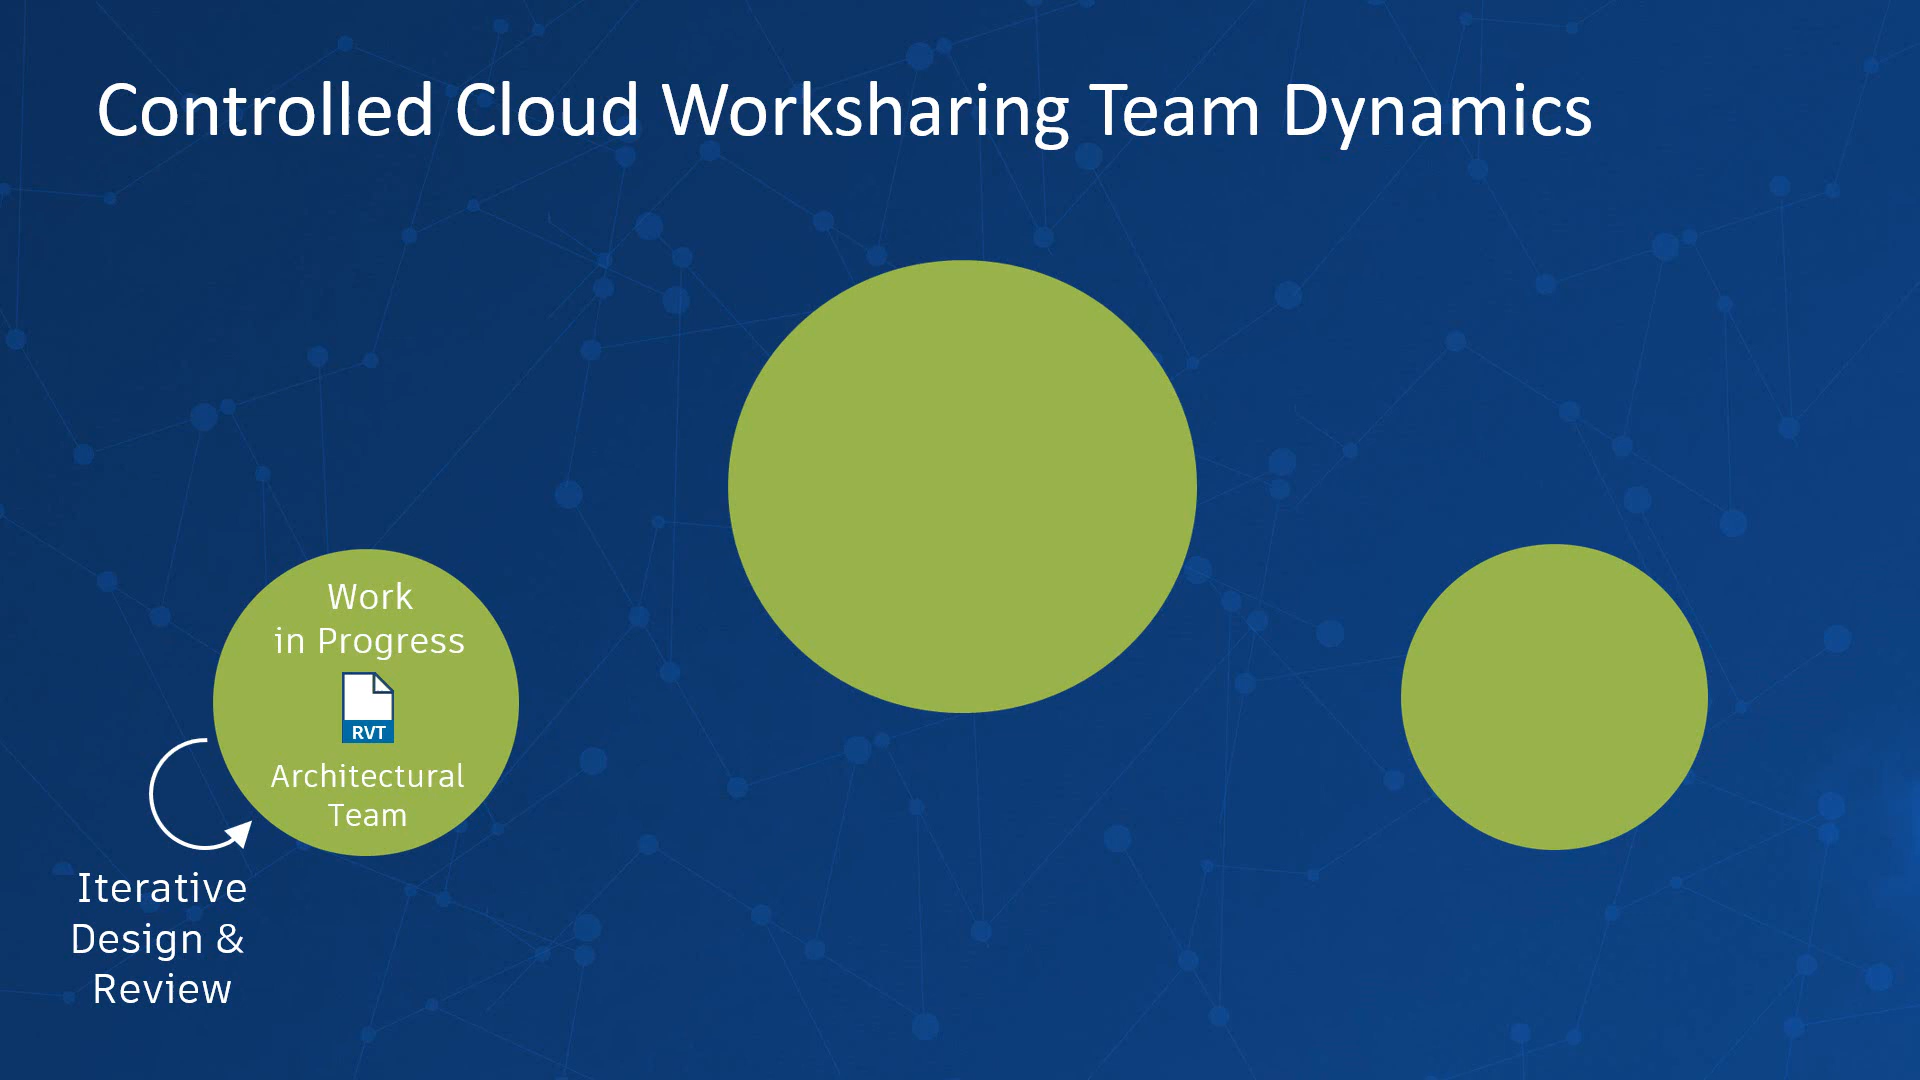 Controlled Cloud Worksharing Team Dynamics
Work
in Progress
RVT
Architectural
Team
Iterative
Design &
Review